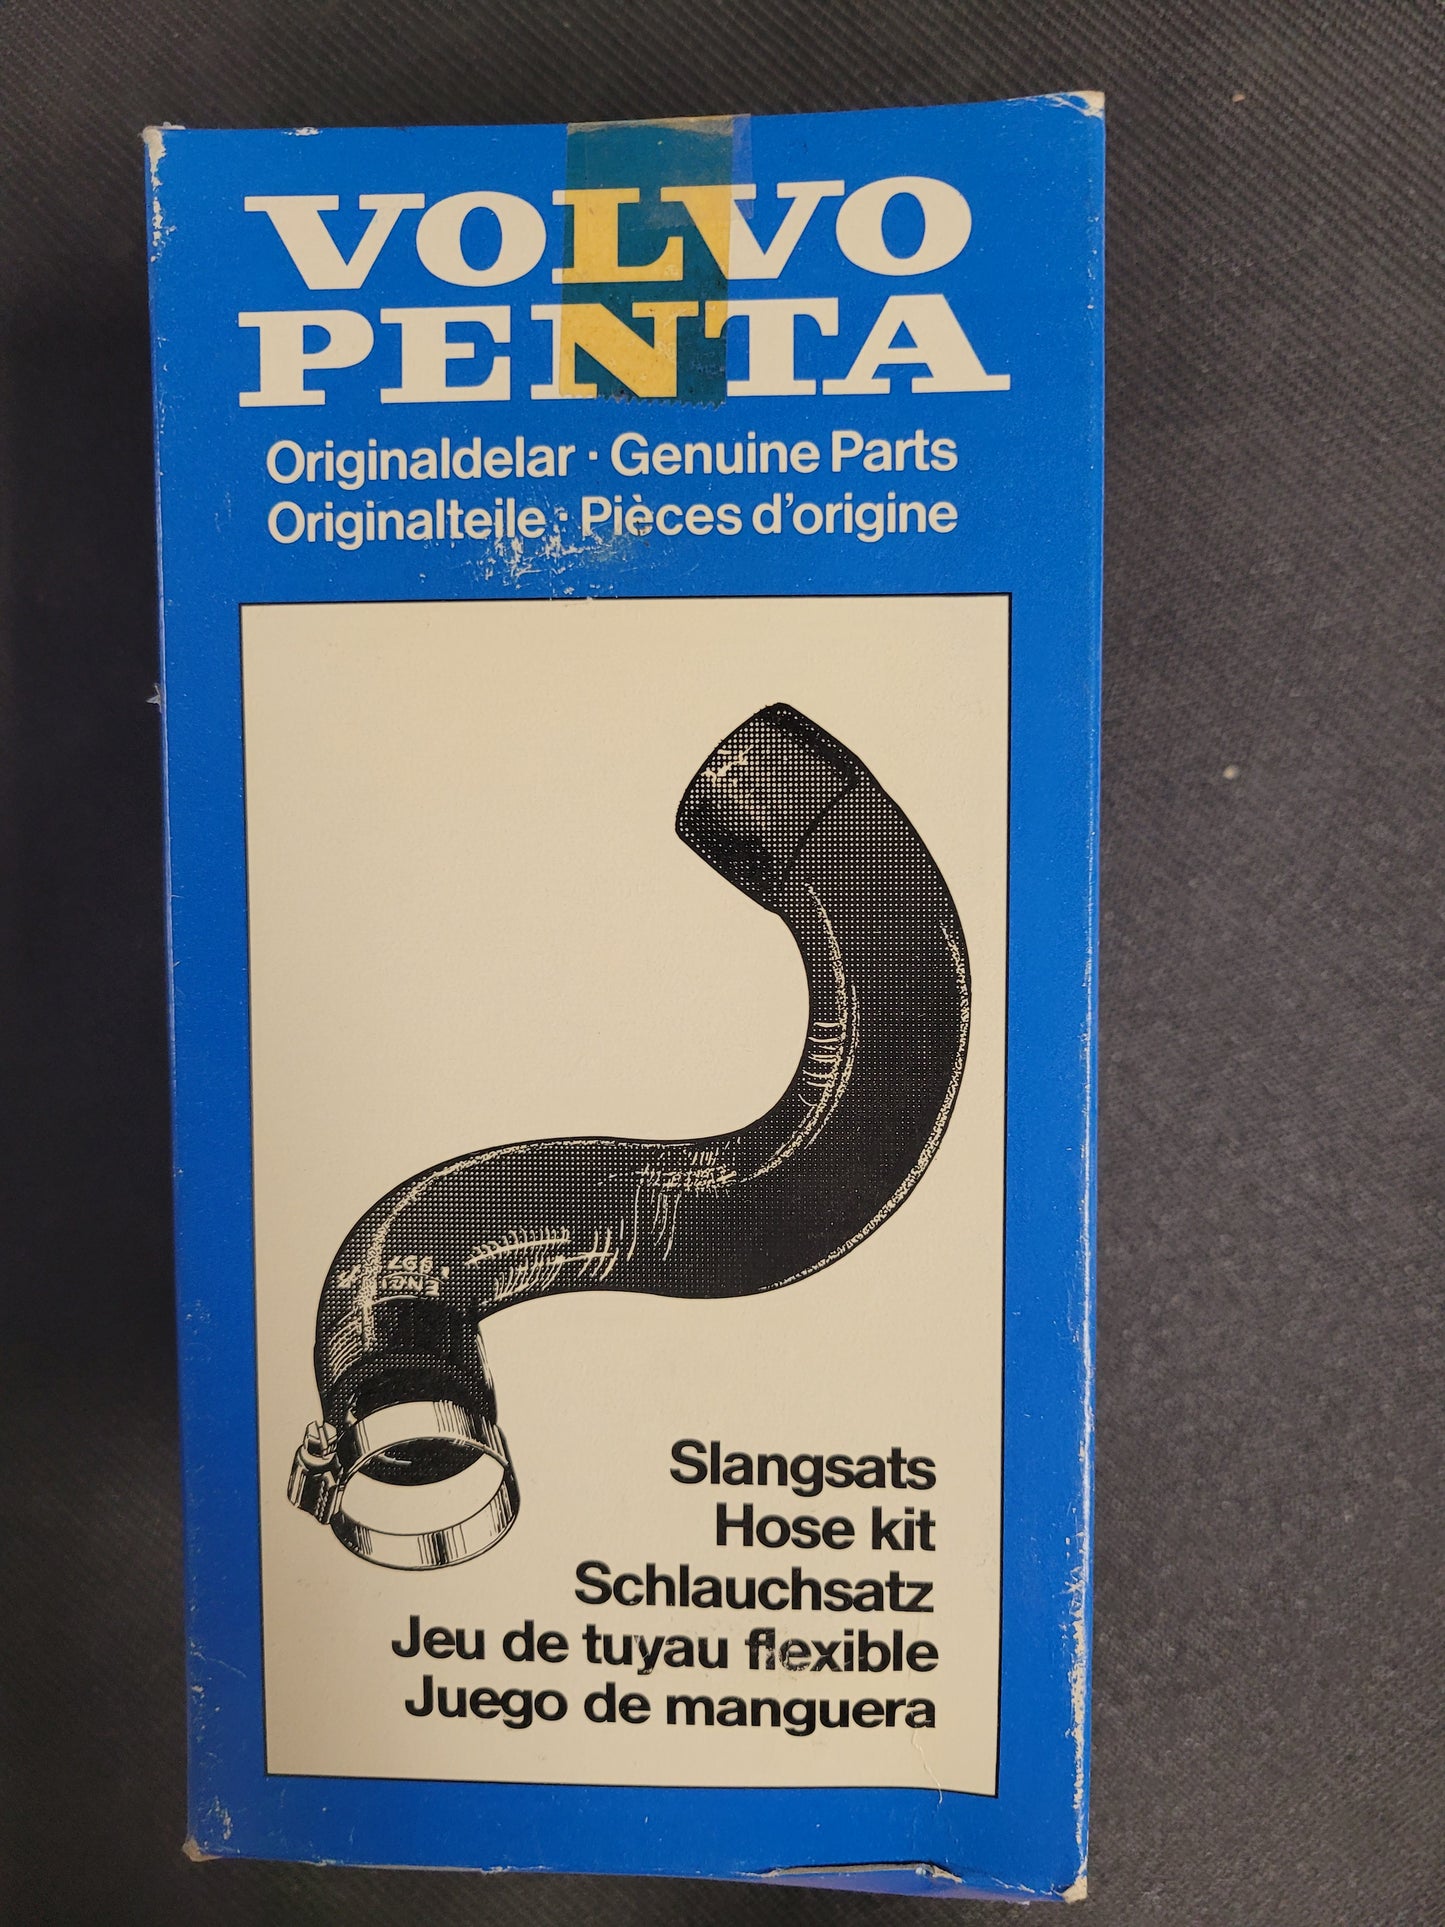 VOLVO
PENTA
Originaldelar · Genuine Parts
Originalteile · Pièces d'origine
Slangsats
Hose kit
Schlauchsatz
Jeu de tuyau flexible
Juego de manguera